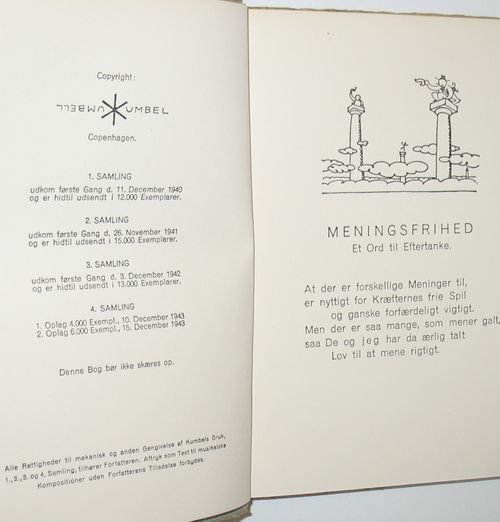 Copyright:
KUMBELL KUMBEL
Copenhagen.
1. SAMLING
udkom første Gang d. 11. December 1940
og er hidtil udsendt i 12.000 Exemplarer.
2. SAMLING
udkom første Gang d. 26. November 1941
og er hidtil udsendt i 15.000 Exemplarer.
3. SAMLING
udkom første Gang d. 3. December 1942
og er hidtil udsendt i 13.000 Exemplarer.
4. SAMLING
1. Oplag 4.000 Exempl., 10. December 1943
2. Oplag 6.000 Exempl., 15. December 1943
Denne Bog bør ikke skæres op.
Alle Rettigheder til mekanisk og anden Gengivelse af Kumbels Gruk,
1.,2.,3. og 4. Samling, tilhører Forfatteren. Aftryk som Text til musikalske
Kompositioner uden Forfatterens Tilladelse forbydes.
MENINGSFRIHED
Et Ord til Eftertanke.
At der er forskellige Meninger til,
er nyttigt for Kræfternes frie Spil
og ganske forfærdeligt vigtigt.
Men der er saa mange, som mener galt,
saa De og jeg har da ærlig talt
Lov til at mene rigtigt.